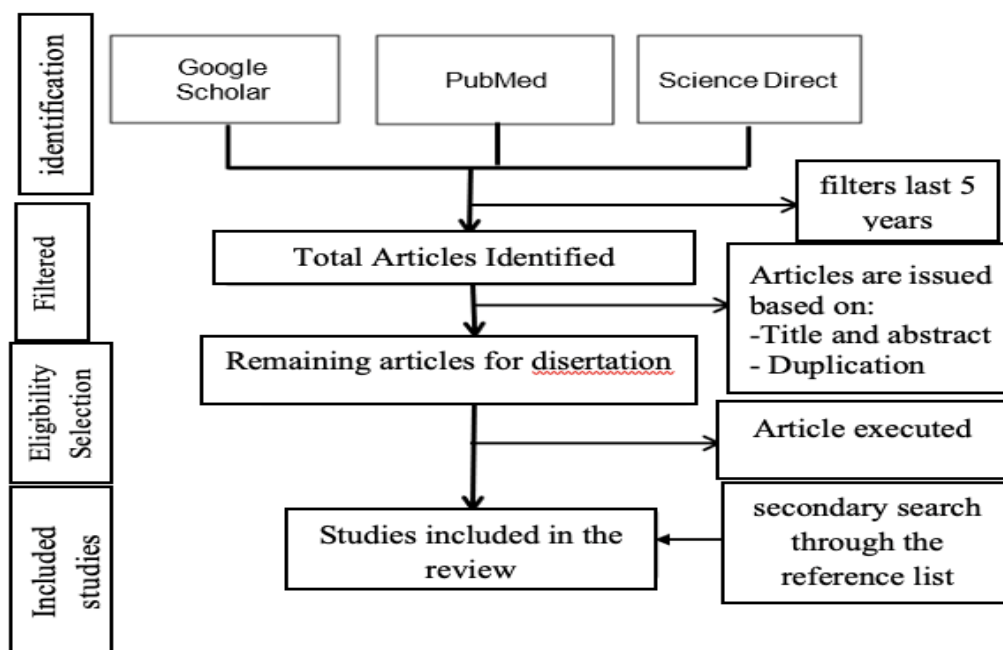 identification
Google
Scholar
PubMed
Science Direct
filters last 5
years
Filtered
Total Articles Identified
Articles are issued
based on:
-Title and abstract
- Duplication
Eligibility
Selection
Remaining articles for disertation
Article executed
Included
studies
Studies included in the
review
secondary search
through the
reference list